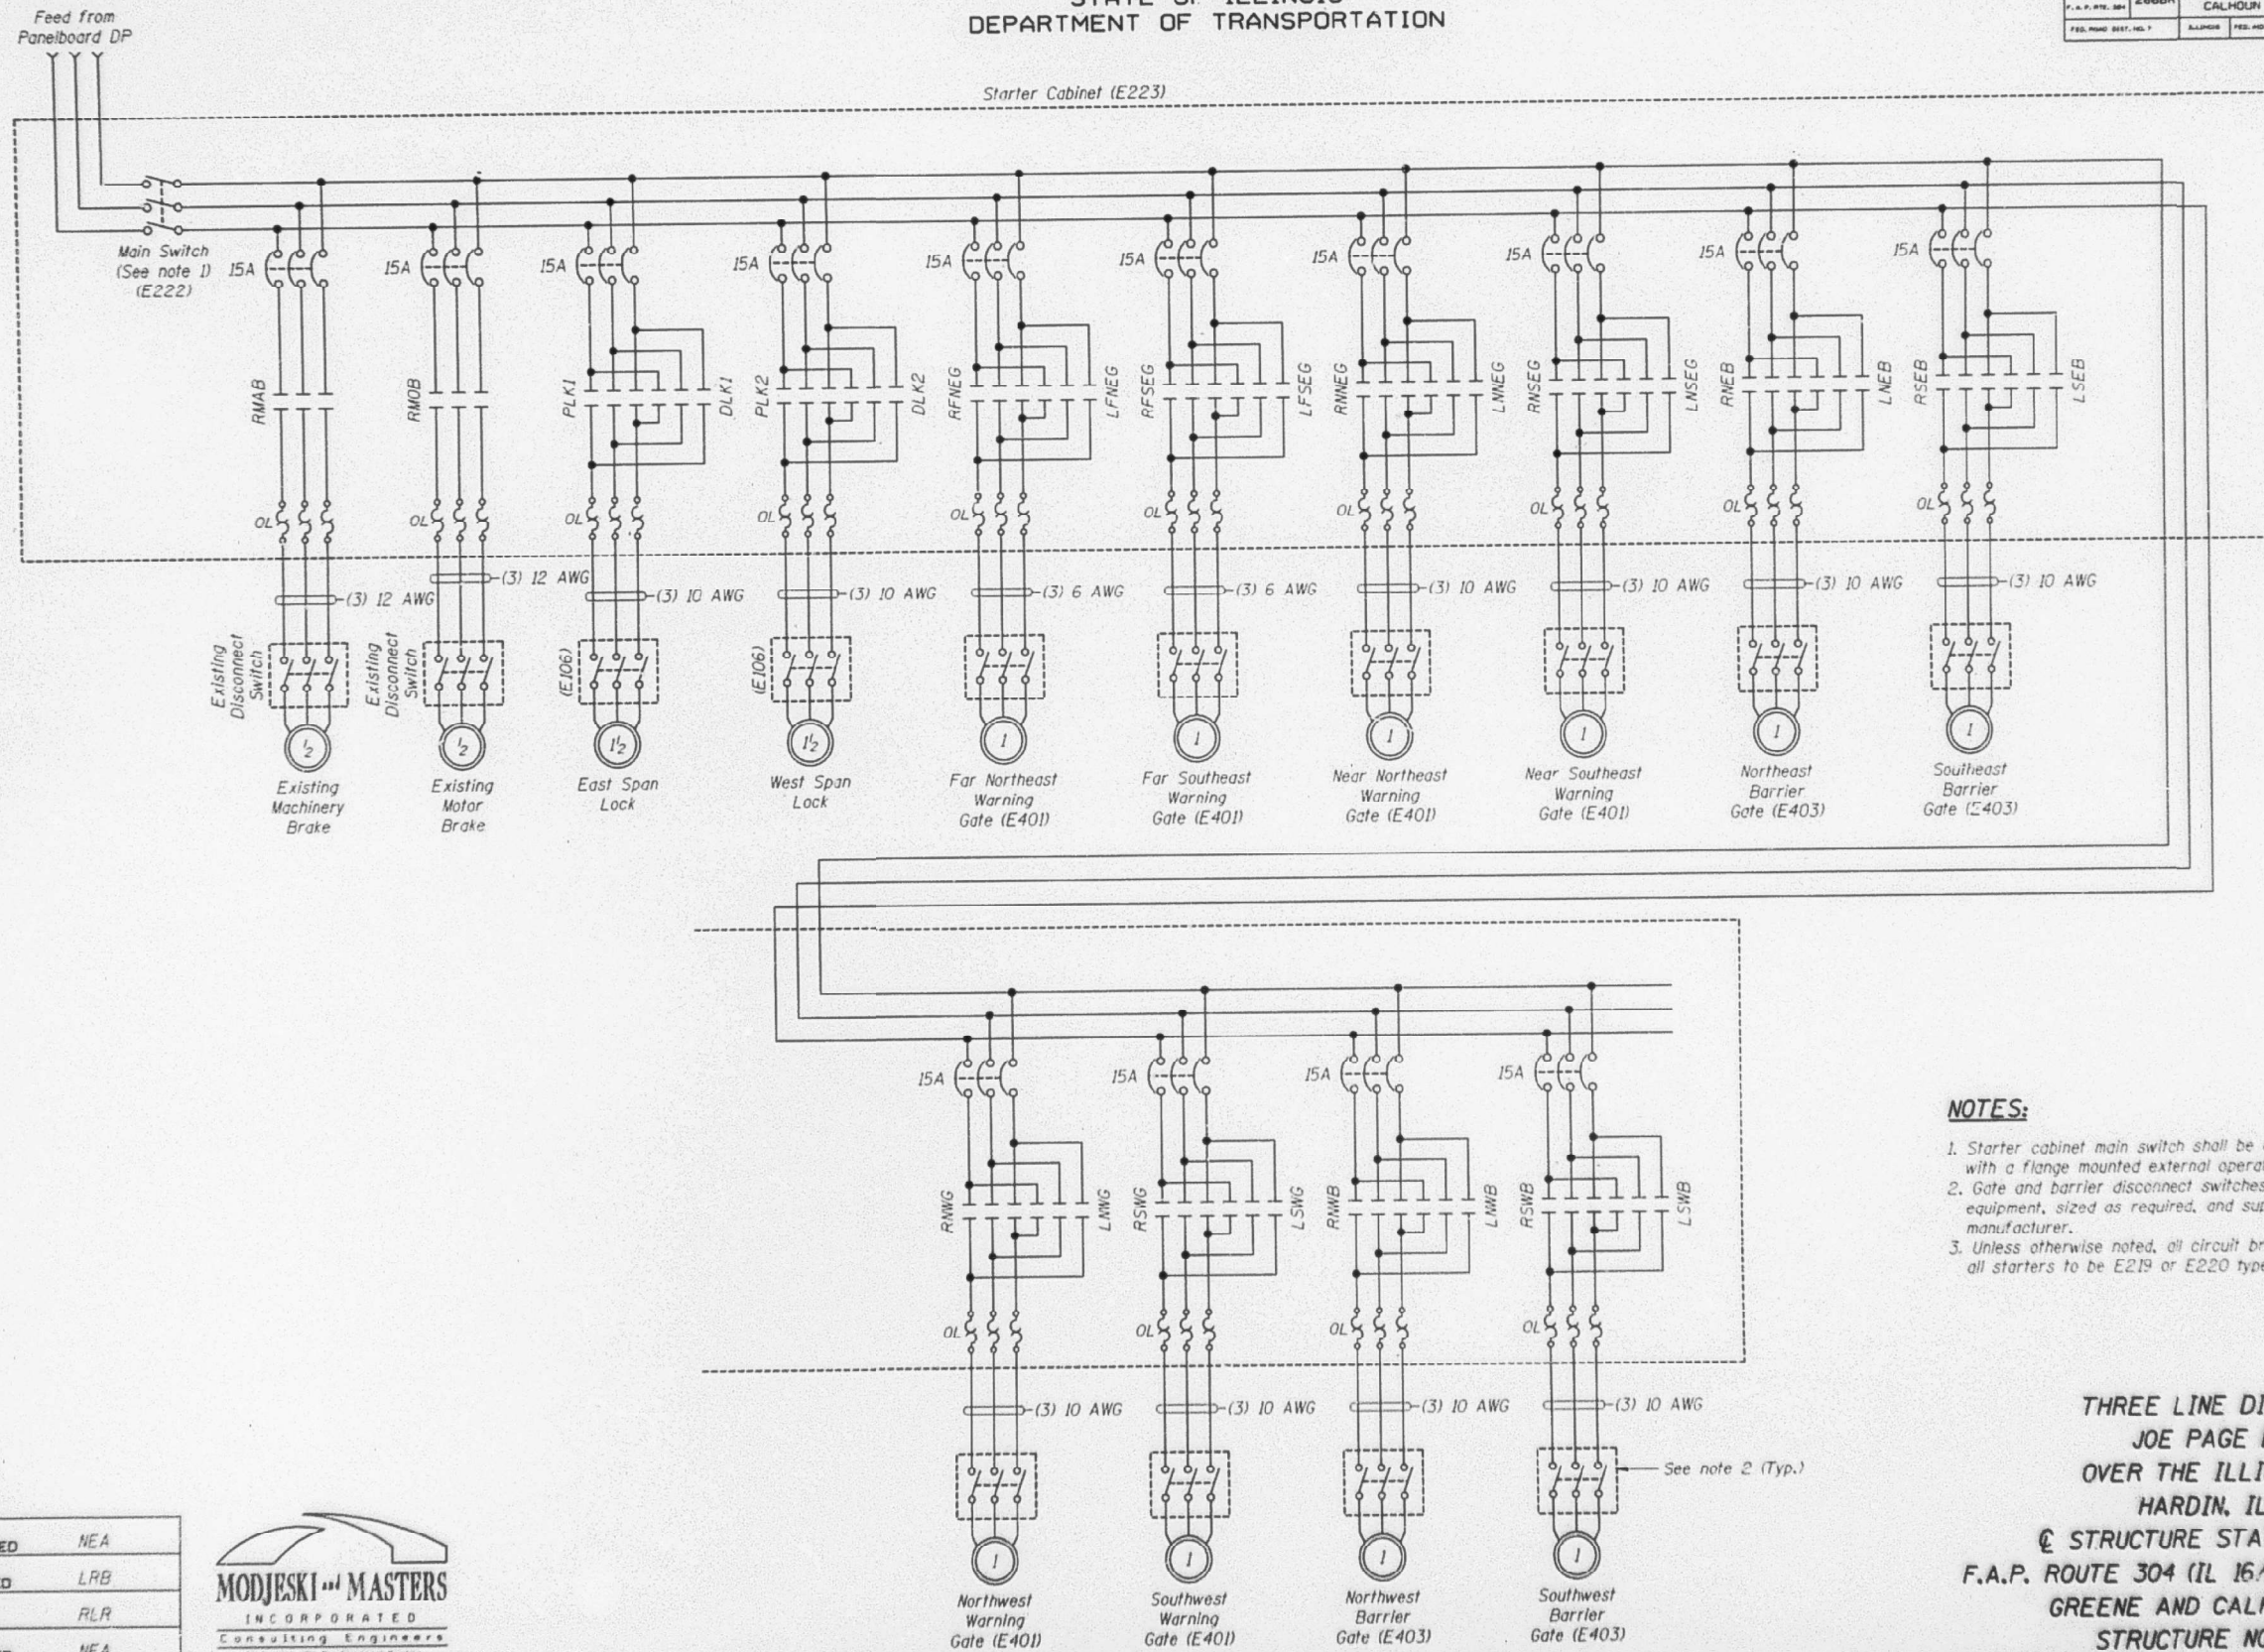 STATE OF ILLINOIS
DEPARTMENT OF TRANSPORTATION
CALHOUN
Feed from
Panelboard DP
Starter Cabinet (E223)
Main Switch
(See note 1)
(E222)
15A
15A
15A
15A
15A
15A
15A
15A
15A
15A
RMAB
RMOB
PLK1
DLK1
PLK2
DLK2
RFNEG
LFNEG
RFSEG
LFSEG
RNNEG
LNNEG
RNSEG
LNSEG
RNEB
LNEB
RSEB
LSEB
OL
OL
OL
OL
OL
OL
OL
OL
OL
OL
(3) 12 AWG
(3) 12 AWG
(3) 10 AWG
(3) 10 AWG
(3) 6 AWG
(3) 6 AWG
(3) 10 AWG
(3) 10 AWG
(3) 10 AWG
(3) 10 AWG
Existing
Disconnect
Switch
Existing
Disconnect
Switch
(E106)
(E106)
1/2
1/2
1 1/2
1 1/2
1
1
1
1
1
1
Existing
Machinery
Brake
Existing
Motor
Brake
East Span
Lock
West Span
Lock
Far Northeast
Warning
Gate (E401)
Far Southeast
Warning
Gate (E401)
Near Northeast
Warning
Gate (E401)
Near Southeast
Warning
Gate (E401)
Northeast
Barrier
Gate (E403)
Southeast
Barrier
Gate (E403)
15A
15A
15A
15A
RNWG
LNWG
RSWG
LSWG
RNWB
LNWB
RSWB
LSWB
OL
OL
OL
OL
(3) 10 AWG
(3) 10 AWG
(3) 10 AWG
(3) 10 AWG
See note 2 (Typ.)
1
1
1
1
Northwest
Warning
Gate (E401)
Southwest
Warning
Gate (E401)
Northwest
Barrier
Gate (E403)
Southwest
Barrier
Gate (E403)
NOTES:
1. Starter cabinet main switch shall be
with a flange mounted external
2. Gate and barrier disconnect switches
equipment, sized as required, and
manufacturer.
3. Unless otherwise noted, all circuit
all starters to be E219 or E220
THREE LINE
JOE PAGE
OVER THE
HARDIN,
℄ STRUCTURE
F.A.P. ROUTE 304 (IL
GREENE AND
STRUCTURE
NEA
LRB
RLR
NEA
MODJESKI and MASTERS
INCORPORATED
Consulting Engineers